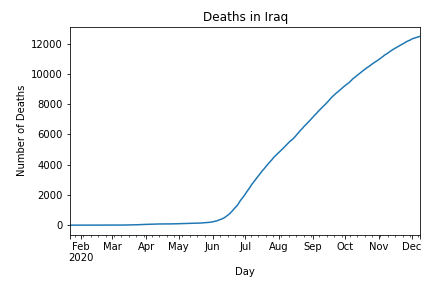 Deaths in Iraq
12000
10000
8000
6000
4000
2000
0
Number of Deaths
Feb Mar Apr May Jun Jul Aug Sep Oct Nov Dec
2020
Day